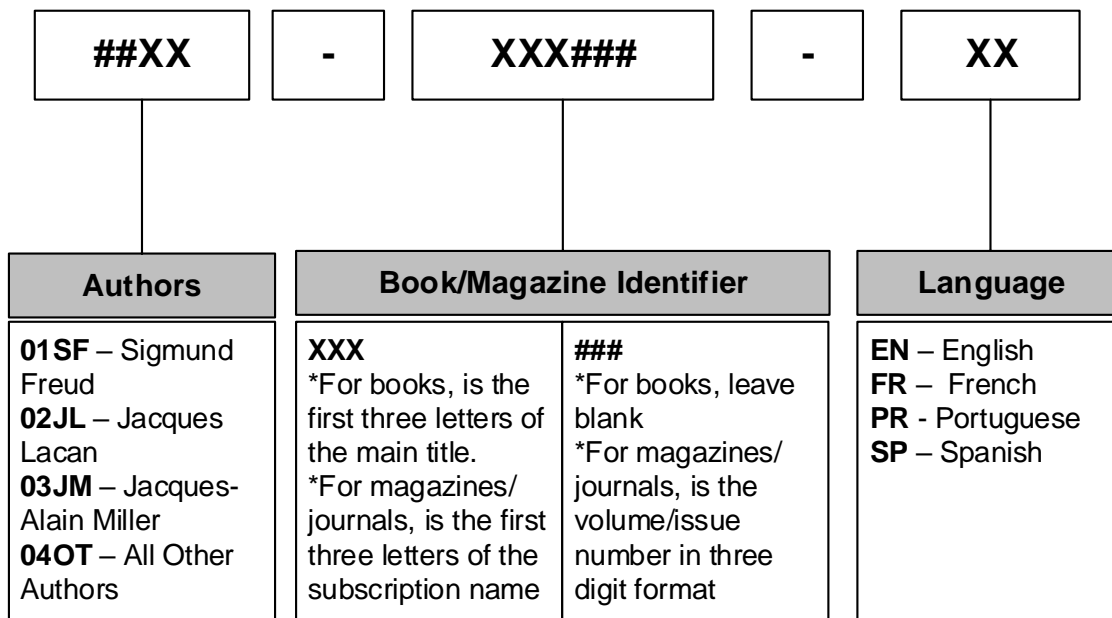 ##XX - XXX### - XX
Authors
01SF – Sigmund
Freud
02JL – Jacques
Lacan
03JM – Jacques-
Alain Miller
04OT – All Other
Authors
Book/Magazine Identifier
XXX
*For books, is the
first three letters of
the main title.
*For magazines/
journals, is the first
three letters of the
subscription name
###
*For books, leave
blank
*For magazines/
journals, is the
volume/issue
number in three
digit format
Language
EN – English
FR – French
PR - Portuguese
SP – Spanish